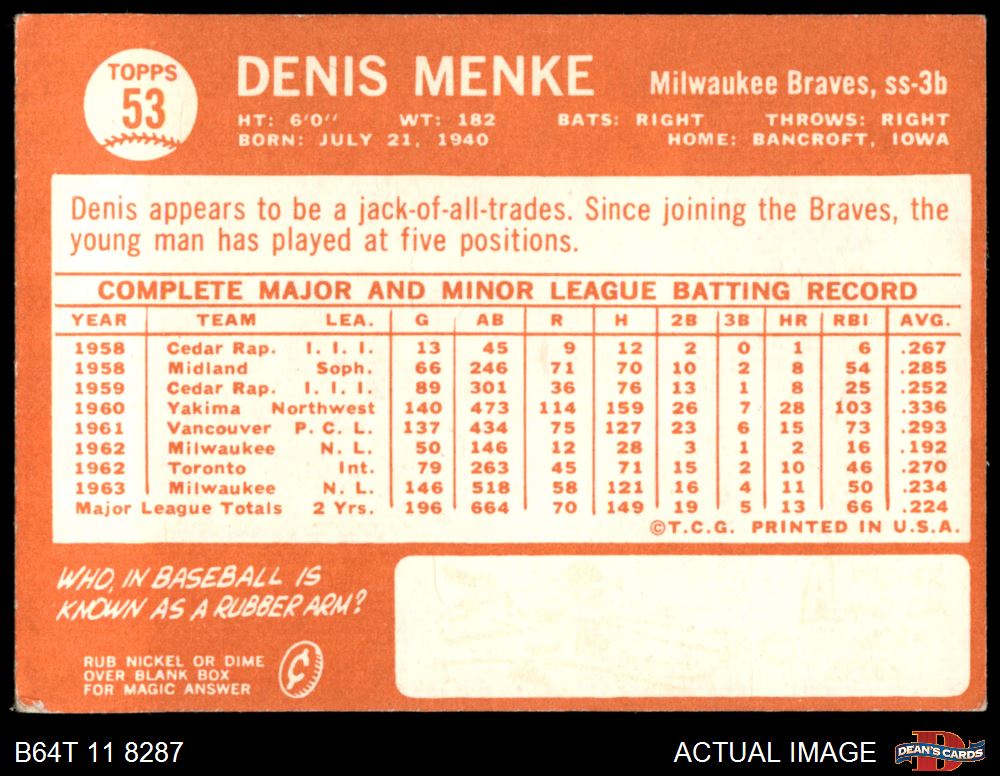 TOPPS
53
DENIS MENKE
Milwaukee Braves, ss-3b
HT: 6'0" WT: 182 BATS: RIGHT THROWS: RIGHT
BORN: JULY 21, 1940 HOME: BANCROFT, IOWA
Denis appears to be a jack-of-all-trades. Since joining the Braves, the
young man has played at five positions.
COMPLETE MAJOR AND MINOR LEAGUE BATTING RECORD
YEAR TEAM LEA. G AB R H 2B 3B HR RBI AVG.
1958 Cedar Rap. I. I. I. 13 45 9 12 2 0 1 6 .267
1958 Midland Soph. 66 246 71 70 10 2 8 54 .285
1959 Cedar Rap. I. I. I. 89 301 36 76 13 1 8 25 .252
1960 Yakima Northwest 140 473 114 159 26 7 28 103 .336
1961 Vancouver P. C. L. 137 434 75 127 23 6 15 73 .293
1962 Milwaukee N. L. 50 146 12 28 3 1 2 16 .192
1962 Toronto Int. 79 263 45 71 15 2 10 46 .270
1963 Milwaukee N. L. 146 518 58 121 16 4 11 50 .234
Major League Totals 2 Yrs. 196 664 70 149 19 5 13 66 .224
©T.C.G. PRINTED IN U.S.A.
WHO, IN BASEBALL IS
KNOWN AS A RUBBER ARM?
RUB NICKEL OR DIME
OVER BLANK BOX
FOR MAGIC ANSWER
¢
B64T 11 8287
ACTUAL IMAGE
D
DEAN'S CARDS